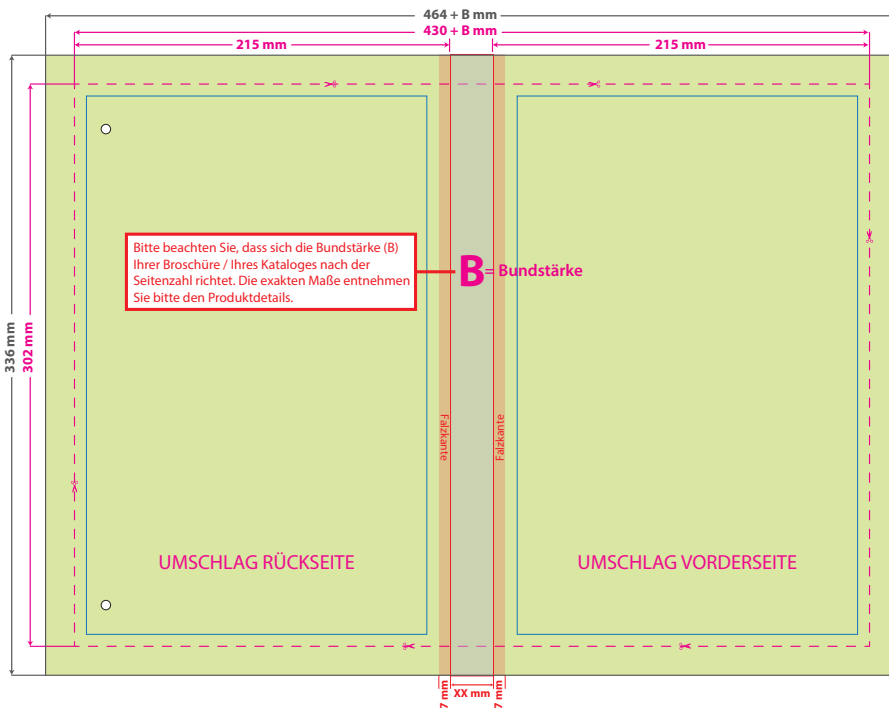 464 + B mm
430 + B mm
215 mm
215 mm
336 mm
302 mm
Bitte beachten Sie, dass sich die Bundstärke (B)
Ihrer Broschüre / Ihres Kataloges nach der
Seitenzahl richtet. Die exakten Maße entnehmen
Sie bitte den Produktdetails.
B = Bundstärke
Falzkante
Falzkante
UMSCHLAG RÜCKSEITE
UMSCHLAG VORDERSEITE
7 mm
XX mm
7 mm